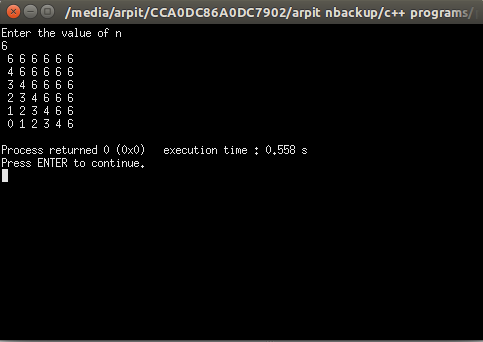 /media/arpit/CCA0DC86A0DC7902/arpit nbackup/c++ programs/
Enter the value of n
6
6 6 6 6 6 6
4 6 6 6 6 6
3 4 6 6 6 6
2 3 4 6 6 6
1 2 3 4 6 6
0 1 2 3 4 6
Process returned 0 (0x0)   execution time : 0.558 s
Press ENTER to continue.